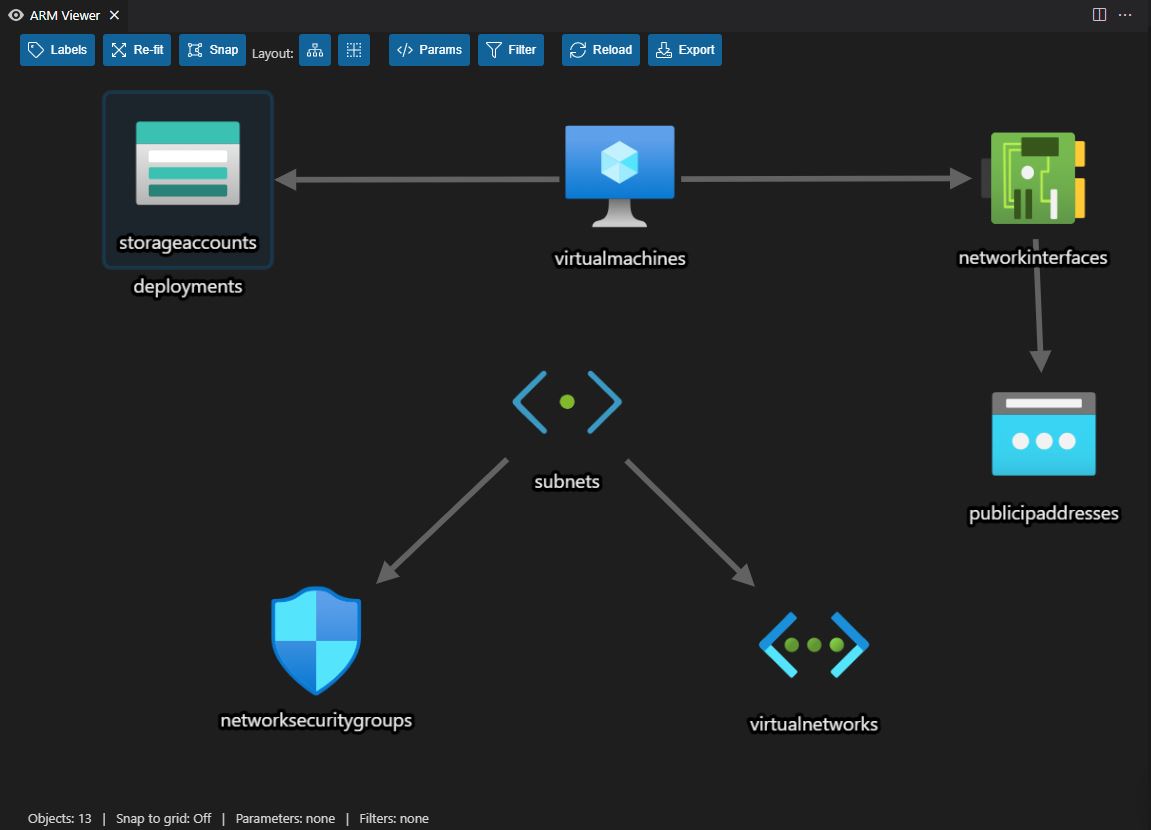 ARM Viewer
Labels Re-fit Snap Layout: Params Filter Reload Export
storageaccounts
deployments
virtualmachines
networkinterfaces
subnets
publicipaddresses
networksecuritygroups
virtualnetworks
Objects: 13 | Snap to grid: Off | Parameters: none | Filters: none